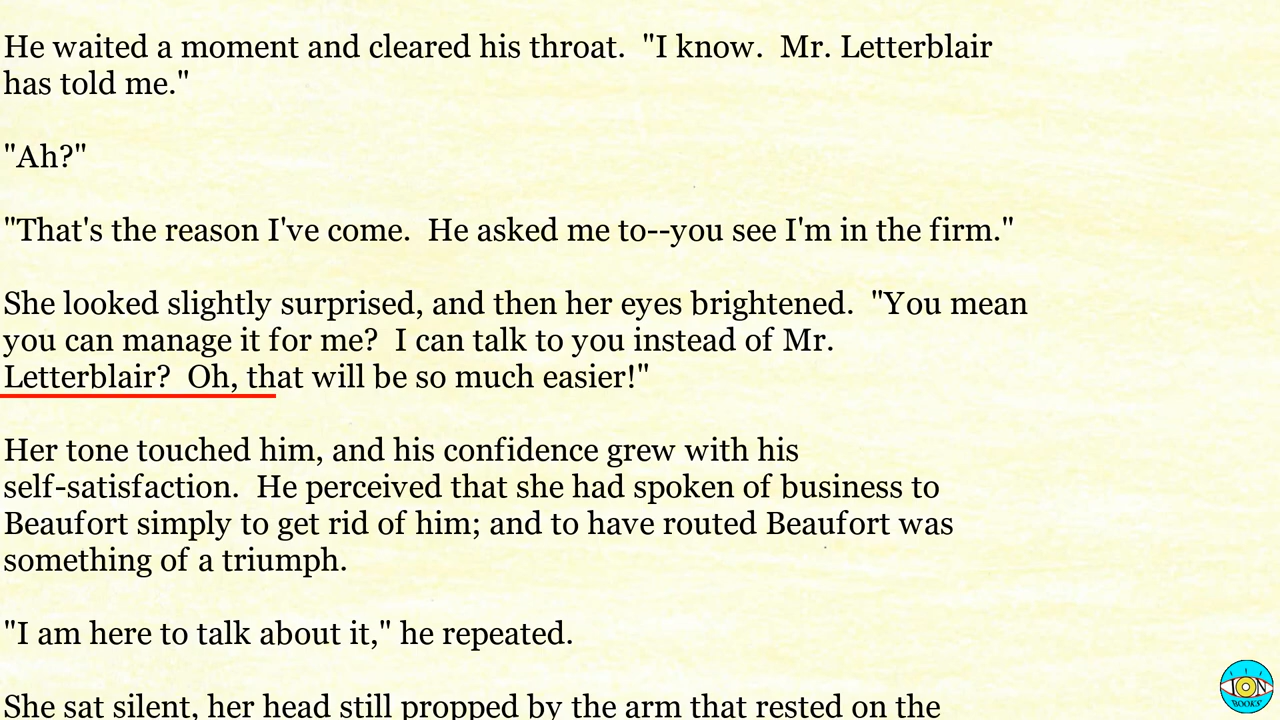 He waited a moment and cleared his throat.  "I know.  Mr. Letterblair
has told me."
"Ah?"
"That's the reason I've come.  He asked me to--you see I'm in the firm."
She looked slightly surprised, and then her eyes brightened.  "You mean
you can manage it for me?  I can talk to you instead of Mr.
Letterblair?  Oh, that will be so much easier!"
Her tone touched him, and his confidence grew with his
self-satisfaction.  He perceived that she had spoken of business to
Beaufort simply to get rid of him; and to have routed Beaufort was
something of a triumph.
"I am here to talk about it," he repeated.
She sat silent, her head still propped by the arm that rested on the
ION
BOOKS